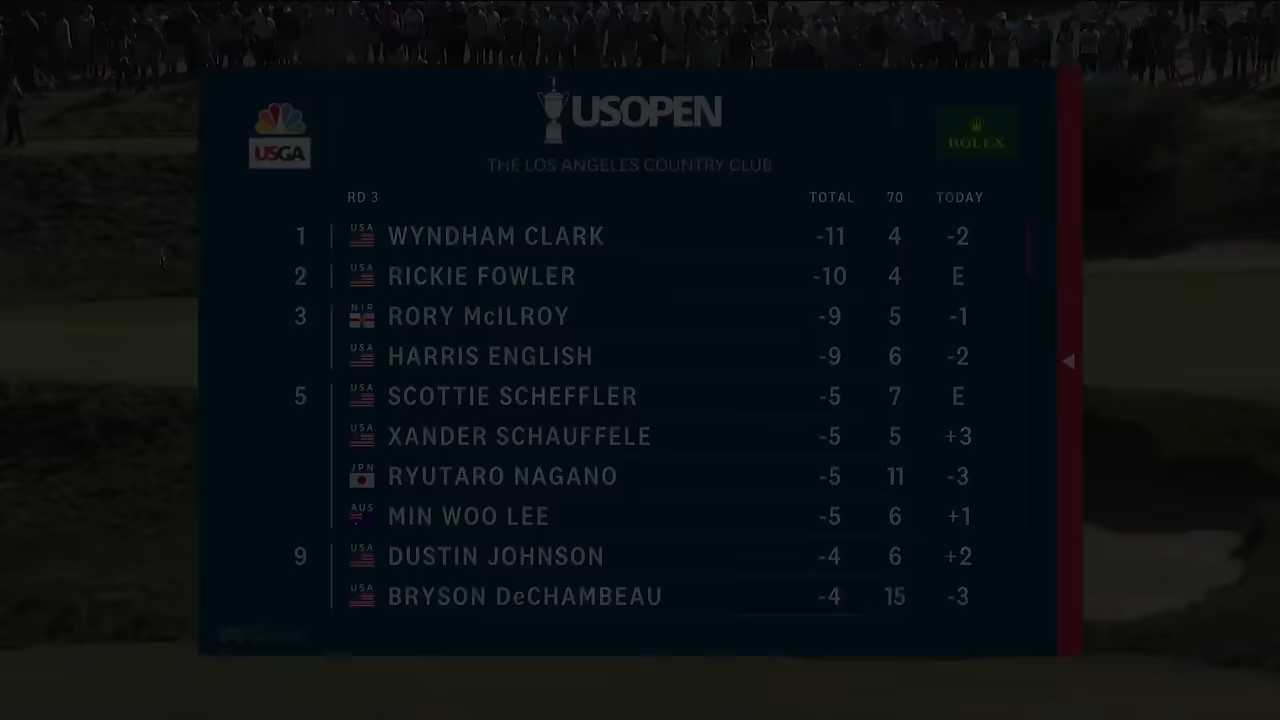 US OPEN
USGA
ROLEX
THE LOS ANGELES COUNTRY CLUB
RD 3 TOTAL 70 TODAY
1 USA WYNDHAM CLARK -11 4 -2
2 USA RICKIE FOWLER -10 4 E
3 NIR RORY McILROY -9 5 -1
USA HARRIS ENGLISH -9 6 -2
5 USA SCOTTIE SCHEFFLER -5 7 E
USA XANDER SCHAUFFELE -5 5 +3
JPN RYUTARO NAGANO -5 11 -3
AUS MIN WOO LEE -5 6 +1
9 USA DUSTIN JOHNSON -4 6 +2
USA BRYSON DeCHAMBEAU -4 15 -3